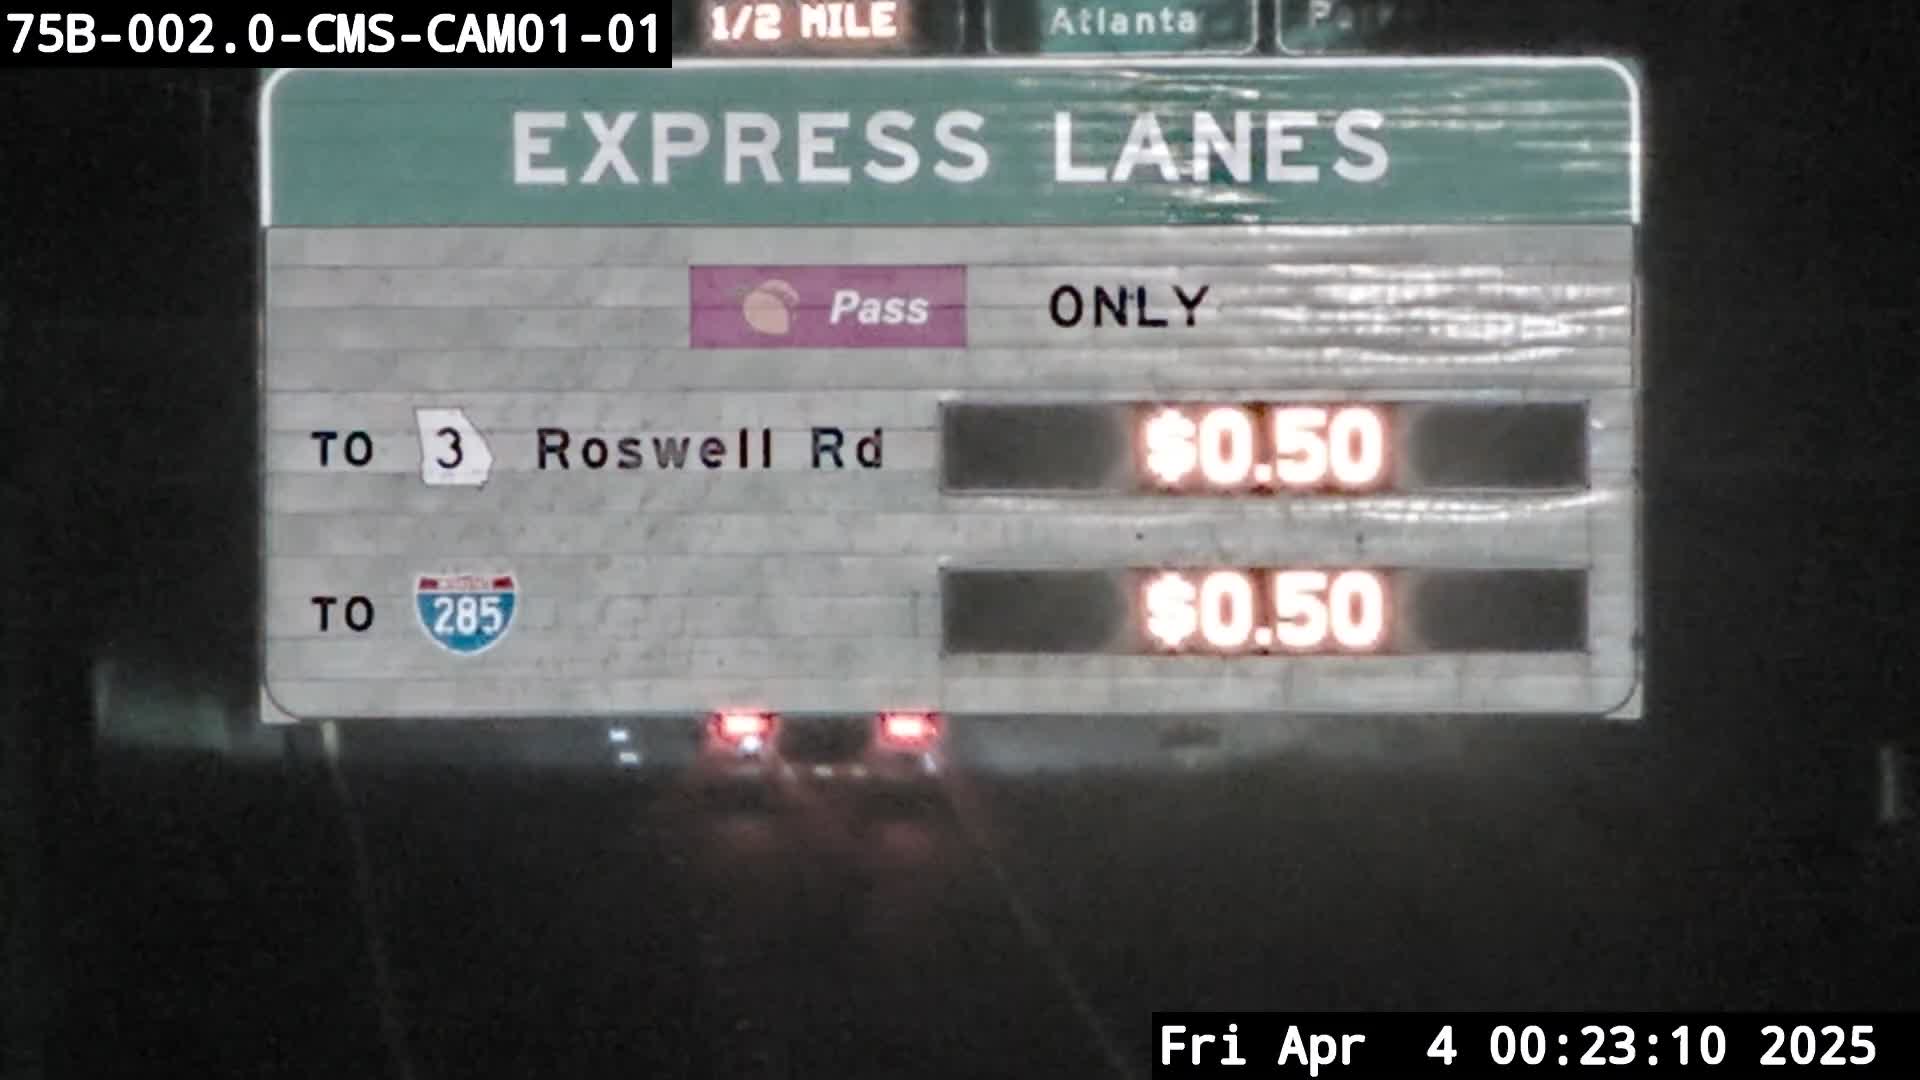 75B-002.0-CMS-CAM01-01
1/2 MILE
Atlanta
EXPRESS LANES
Pass ONLY
TO 3 Roswell Rd $0.50
TO 285 $0.50
Fri Apr 4 00:23:10 2025